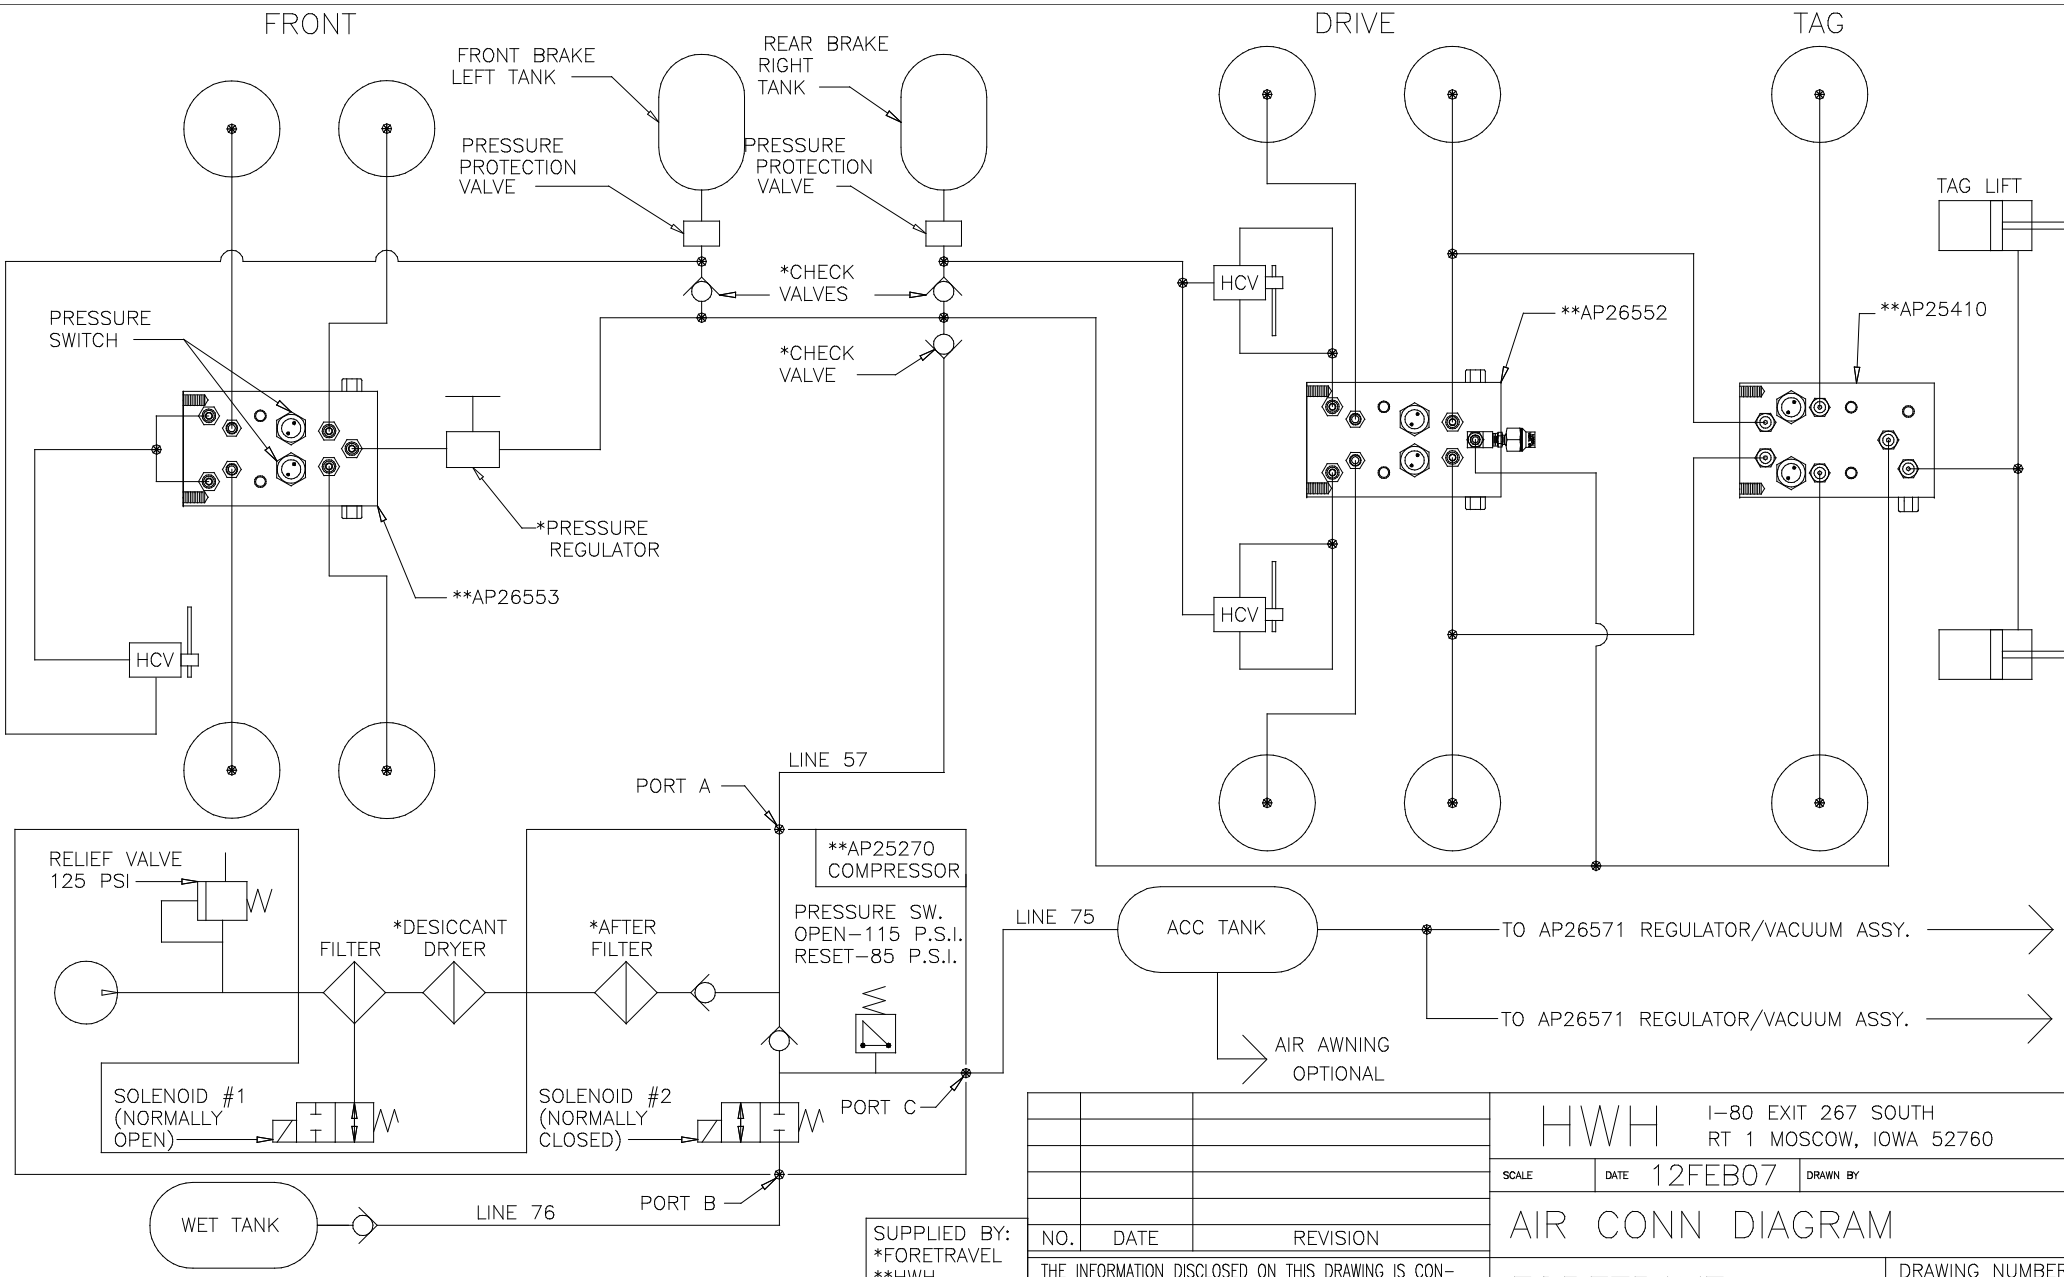 FRONT
DRIVE
TAG
FRONT BRAKE
LEFT TANK
REAR BRAKE
RIGHT
TANK
PRESSURE
PROTECTION
VALVE
PRESSURE
PROTECTION
VALVE
TAG LIFT
*CHECK
VALVES
HCV
PRESSURE
SWITCH
**AP26552
**AP25410
*CHECK
VALVE
*PRESSURE
REGULATOR
**AP26553
HCV
HCV
LINE 57
PORT A
RELIEF VALVE
125 PSI
**AP25270
COMPRESSOR
PRESSURE SW.
OPEN-115 P.S.I.
RESET-85 P.S.I.
FILTER
*DESICCANT
DRYER
*AFTER
FILTER
LINE 75
ACC TANK
TO AP26571 REGULATOR/VACUUM ASSY.
TO AP26571 REGULATOR/VACUUM ASSY.
AIR AWNING
OPTIONAL
SOLENOID #1
(NORMALLY
OPEN)
SOLENOID #2
(NORMALLY
CLOSED)
PORT C
PORT B
WET TANK
LINE 76
SUPPLIED BY:
*FORETRAVEL
**HWH
NO. DATE REVISION
THE INFORMATION DISCLOSED ON THIS DRAWING IS CON-
HWH
I-80 EXIT 267 SOUTH
RT 1 MOSCOW, IOWA 52760
SCALE DATE 12FEB07 DRAWN BY
AIR CONN DIAGRAM
DRAWING NUMBER